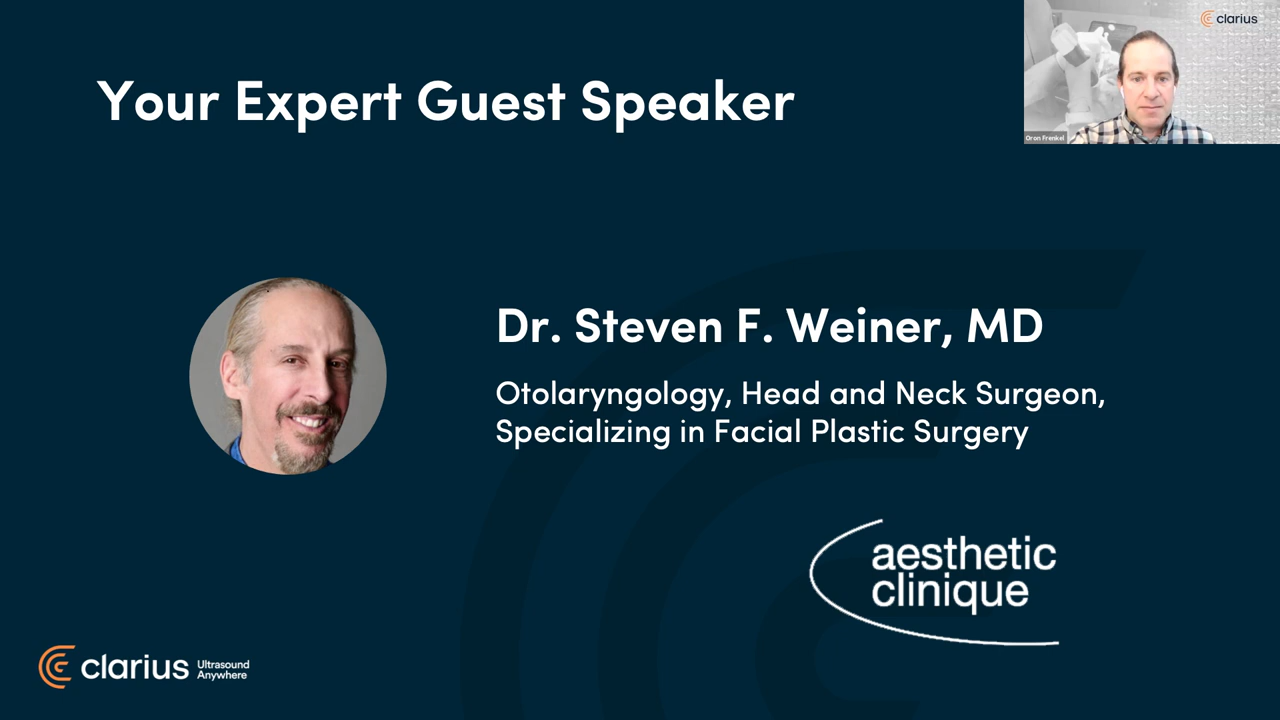 clarius
Your Expert Guest Speaker
Oron Frenkel
Dr. Steven F. Weiner, MD
Otolaryngology, Head and Neck Surgeon,
Specializing in Facial Plastic Surgery
aesthetic
clinique
clarius Ultrasound
Anywhere